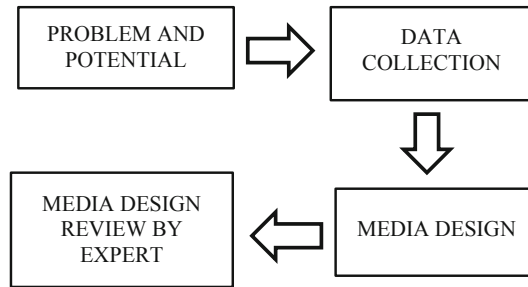 PROBLEM AND
POTENTIAL
DATA
COLLECTION
MEDIA DESIGN
MEDIA DESIGN
REVIEW BY
EXPERT